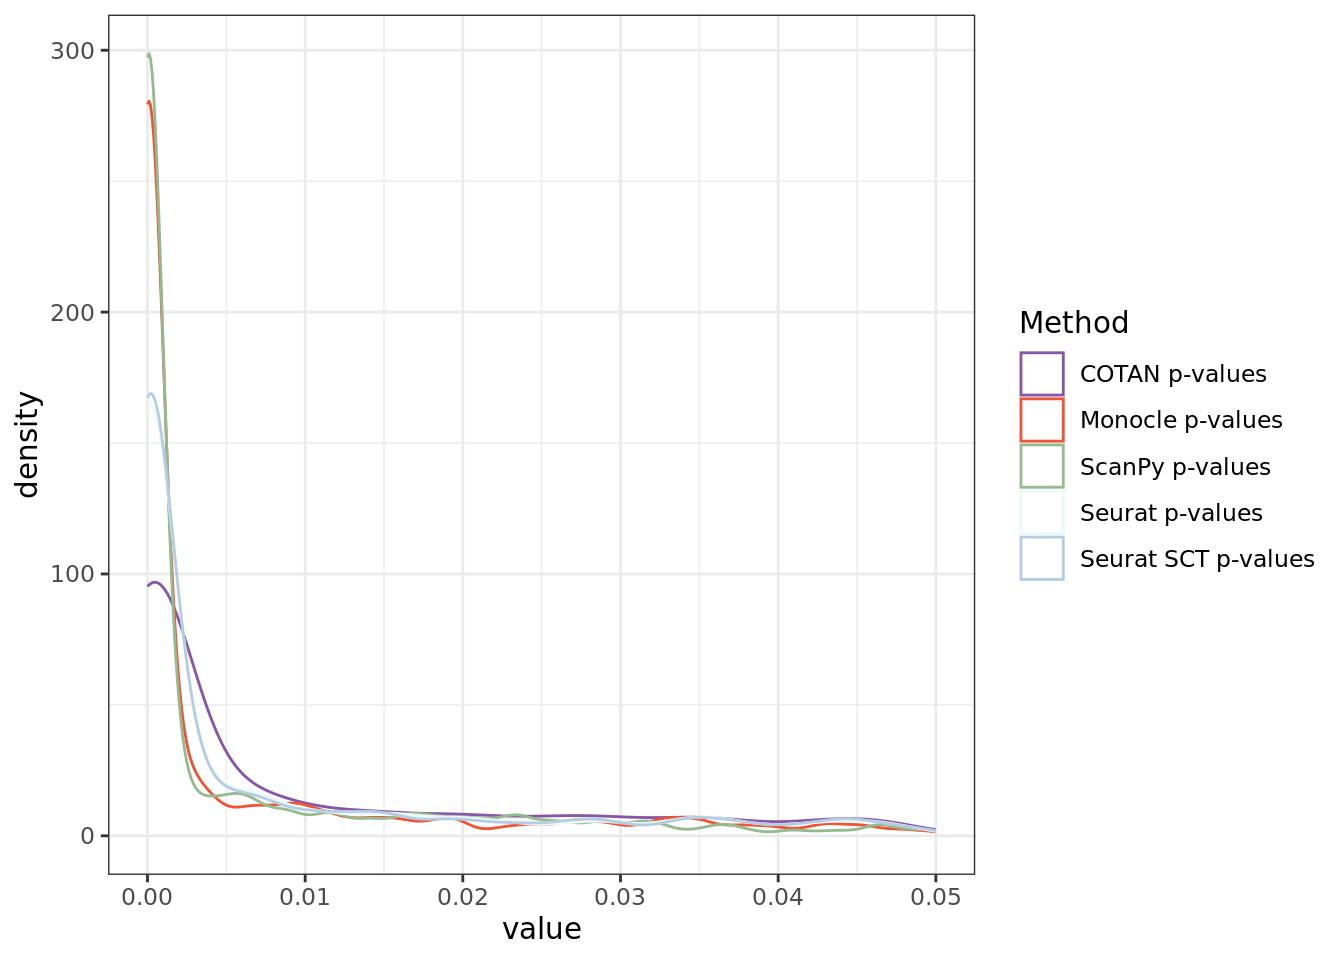 300
200
100
0
density
0.00 0.01 0.02 0.03 0.04 0.05
value
Method
COTAN p-values
Monocle p-values
ScanPy p-values
Seurat p-values
Seurat SCT p-values